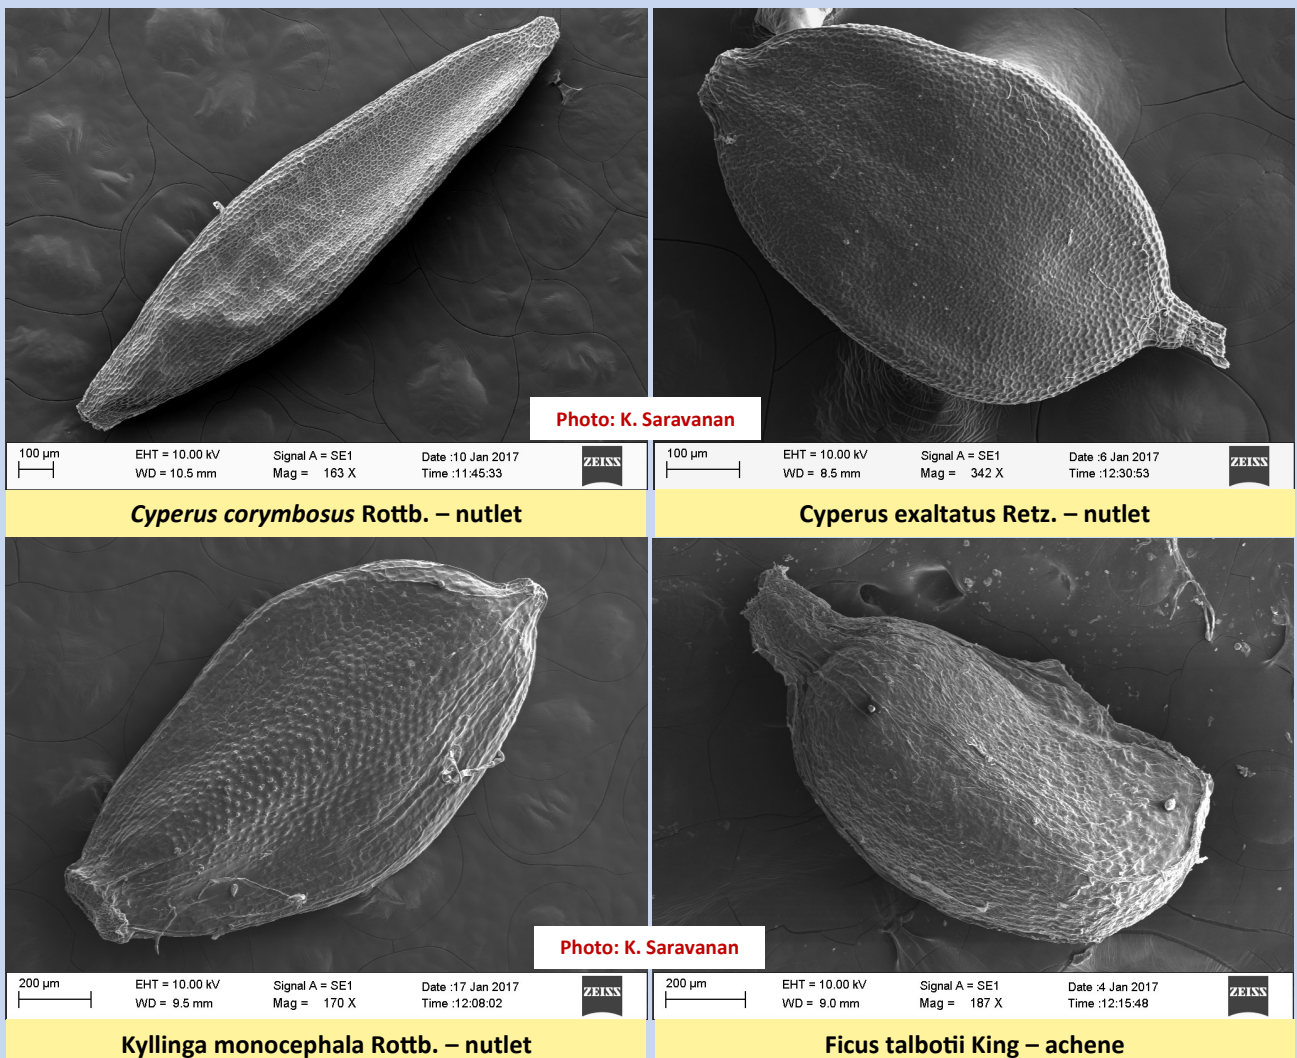 Photo: K. Saravanan
100 µm
EHT = 10.00 kV
WD = 10.5 mm
Signal A = SE1
Mag = 163 X
Date :10 Jan 2017
Time :11:45:33
ZEISS
100 µm
EHT = 10.00 kV
WD = 8.5 mm
Signal A = SE1
Mag = 342 X
Date :6 Jan 2017
Time :12:30:53
ZEISS
Cyperus corymbosus Rottb. – nutlet
Cyperus exaltatus Retz. – nutlet
Photo: K. Saravanan
200 µm
EHT = 10.00 kV
WD = 9.5 mm
Signal A = SE1
Mag = 170 X
Date :17 Jan 2017
Time :12:08:02
ZEISS
200 µm
EHT = 10.00 kV
WD = 9.0 mm
Signal A = SE1
Mag = 187 X
Date :4 Jan 2017
Time :12:15:48
ZEISS
Kyllinga monocephala Rottb. – nutlet
Ficus talbotii King – achene